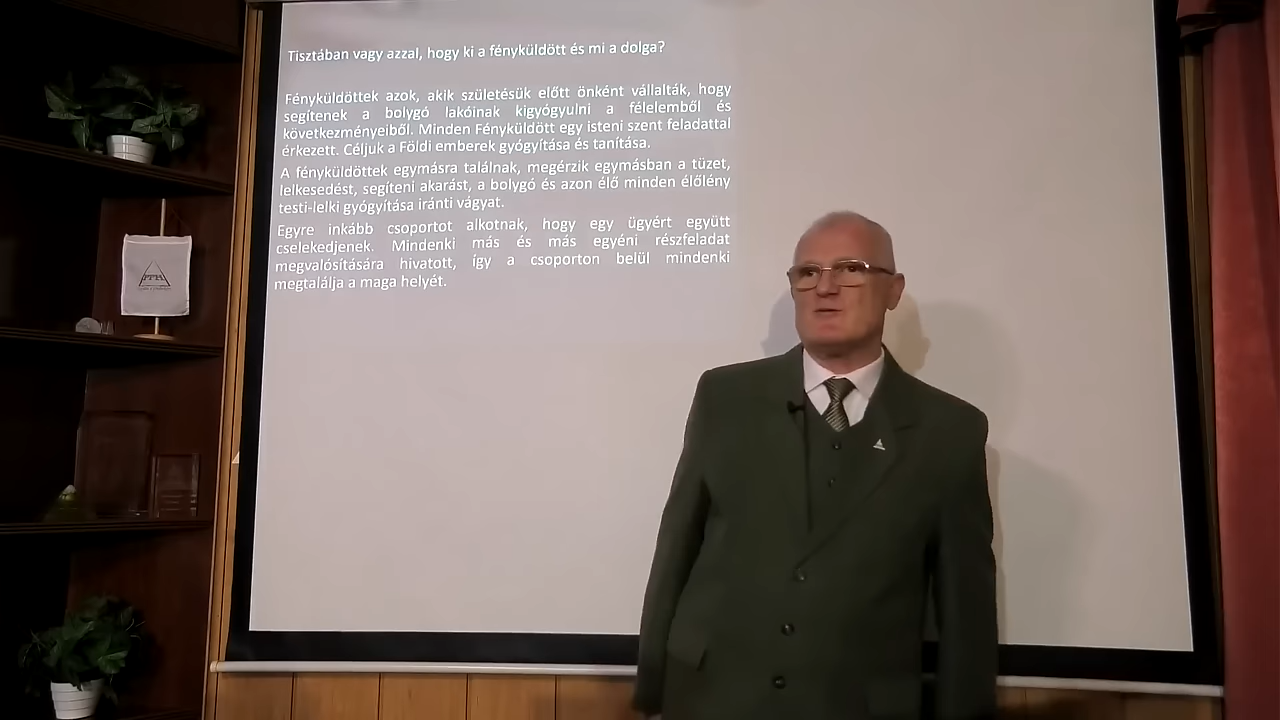 Tisztában vagy azzal, hogy ki a fényküldött és mi a dolga?
Fényküldöttek azok, akik születésük előtt önként vállalták, hogy
segítenek a bolygó lakóinak kigyógyulni a félelemből és
következményeiből. Minden Fényküldött egy isteni szent feladattal
érkezett. Céljuk a Földi emberek gyógyítása és tanítása.
A fényküldöttek egymásra találnak, megérzik egymásban a tüzet,
lelkesedést, segíteni akarást, a bolygó és azon élő minden élőlény
testi-lelki gyógyítása iránti vágyat.
Egyre inkább csoportot alkotnak, hogy egy ügyért együtt
cselekedjenek. Mindenki más és más egyéni részfeladat
megvalósítására hivatott, így a csoporton belül mindenki
megtalálja a maga helyét.